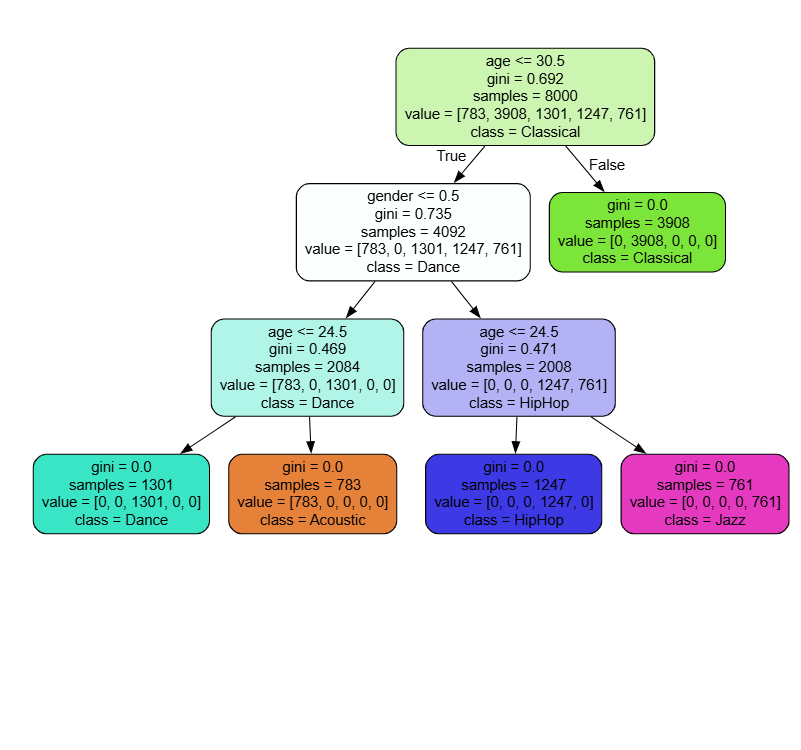 age <= 30.5
gini = 0.692
samples = 8000
value = [783, 3908, 1301, 1247, 761]
class = Classical
True
False
gender <= 0.5
gini = 0.735
samples = 4092
value = [783, 0, 1301, 1247, 761]
class = Dance
gini = 0.0
samples = 3908
value = [0, 3908, 0, 0, 0]
class = Classical
age <= 24.5
gini = 0.469
samples = 2084
value = [783, 0, 1301, 0, 0]
class = Dance
age <= 24.5
gini = 0.471
samples = 2008
value = [0, 0, 0, 1247, 761]
class = HipHop
gini = 0.0
samples = 1301
value = [0, 0, 1301, 0, 0]
class = Dance
gini = 0.0
samples = 783
value = [783, 0, 0, 0, 0]
class = Acoustic
gini = 0.0
samples = 1247
value = [0, 0, 0, 1247, 0]
class = HipHop
gini = 0.0
samples = 761
value = [0, 0, 0, 0, 761]
class = Jazz